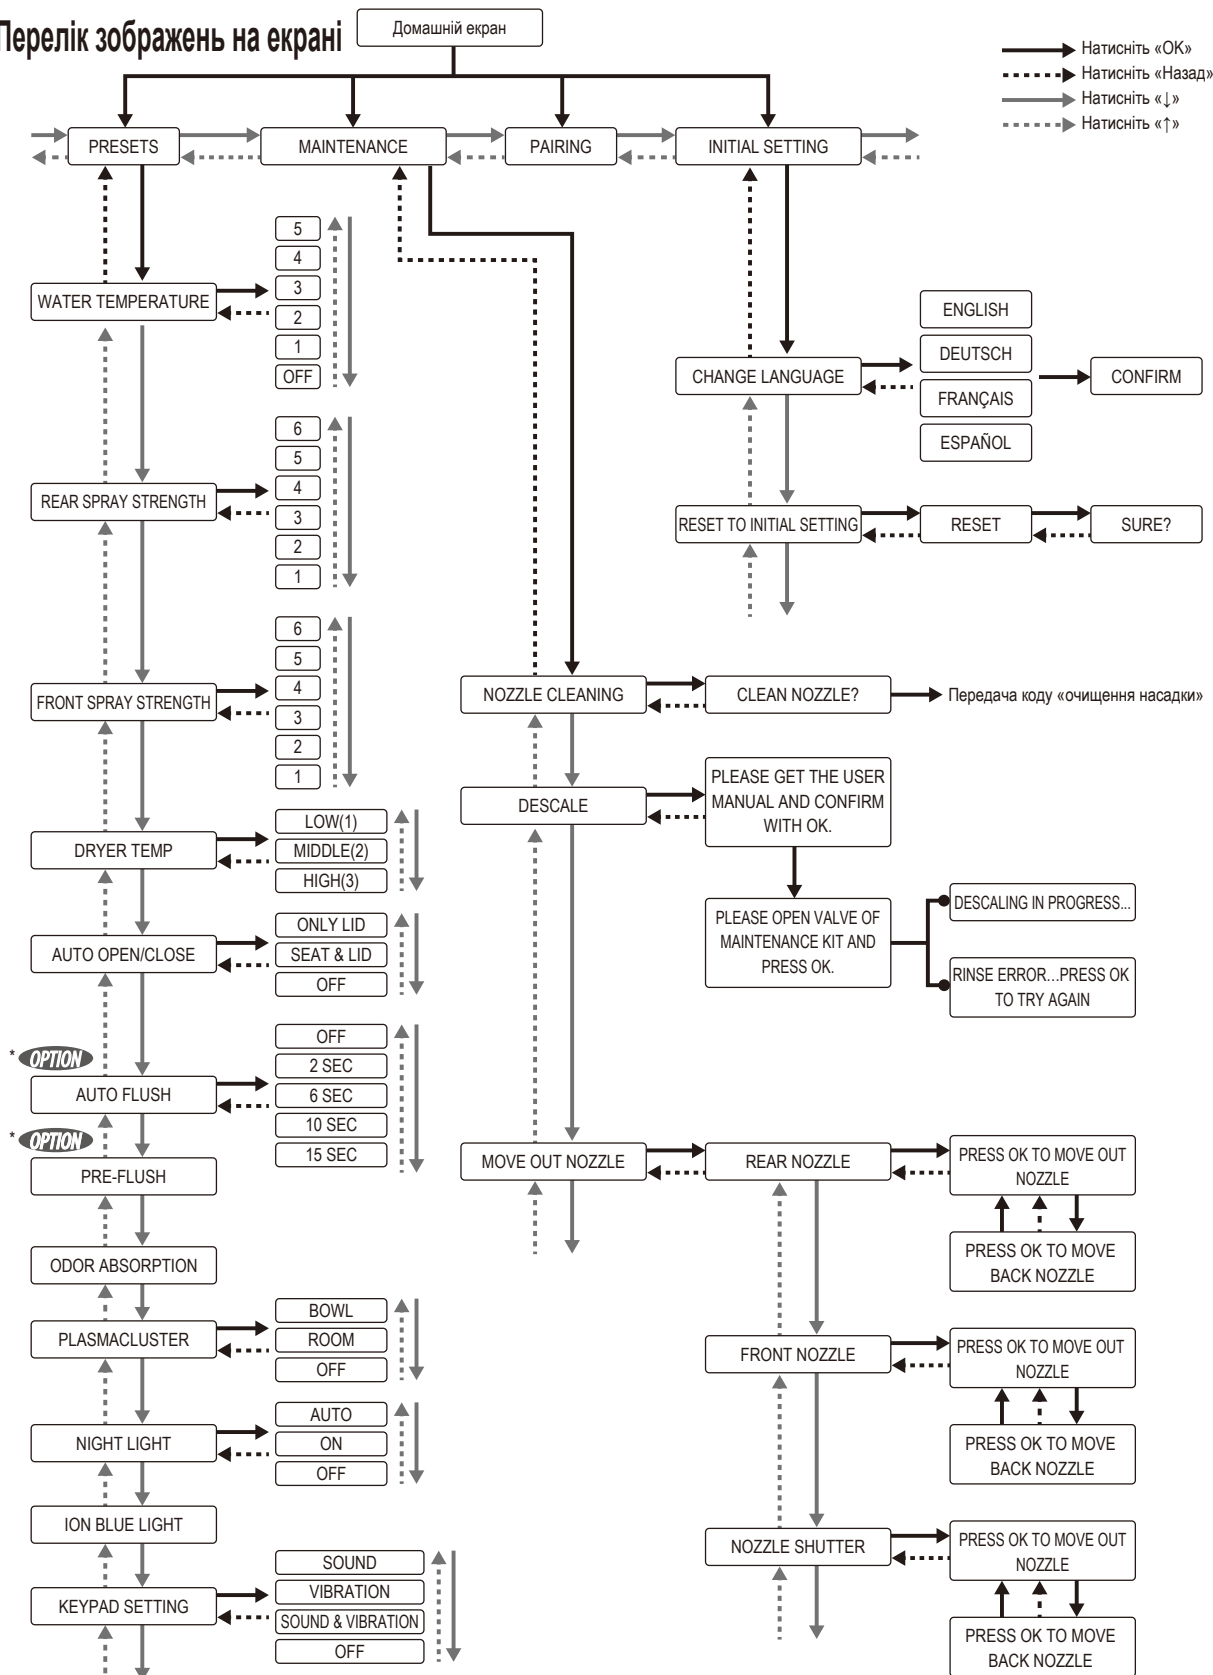 Перелік зображень на екрані
Домашній екран
Натисніть «OK»
Натисніть «Назад»
Натисніть «↓»
Натисніть «↑»
PRESETS
MAINTENANCE
PAIRING
INITIAL SETTING
WATER TEMPERATURE
5
4
3
2
1
OFF
REAR SPRAY STRENGTH
6
5
4
3
2
1
FRONT SPRAY STRENGTH
6
5
4
3
2
1
DRYER TEMP
LOW(1)
MIDDLE(2)
HIGH(3)
AUTO OPEN/CLOSE
ONLY LID
SEAT & LID
OFF
* OPTION
AUTO FLUSH
OFF
2 SEC
6 SEC
10 SEC
15 SEC
* OPTION
PRE-FLUSH
ODOR ABSORPTION
PLASMACLUSTER
BOWL
ROOM
OFF
NIGHT LIGHT
AUTO
ON
OFF
ION BLUE LIGHT
KEYPAD SETTING
SOUND
VIBRATION
SOUND & VIBRATION
OFF
CHANGE LANGUAGE
ENGLISH
DEUTSCH
FRANÇAIS
ESPAÑOL
CONFIRM
RESET TO INITIAL SETTING
RESET
SURE?
NOZZLE CLEANING
CLEAN NOZZLE?
Передача коду «очищення насадки»
DESCALE
PLEASE GET THE USER
MANUAL AND CONFIRM
WITH OK.
PLEASE OPEN VALVE OF
MAINTENANCE KIT AND
PRESS OK.
DESCALING IN PROGRESS...
RINSE ERROR...PRESS OK
TO TRY AGAIN
MOVE OUT NOZZLE
REAR NOZZLE
PRESS OK TO MOVE OUT
NOZZLE
PRESS OK TO MOVE
BACK NOZZLE
FRONT NOZZLE
PRESS OK TO MOVE OUT
NOZZLE
PRESS OK TO MOVE
BACK NOZZLE
NOZZLE SHUTTER
PRESS OK TO MOVE OUT
NOZZLE
PRESS OK TO MOVE
BACK NOZZLE